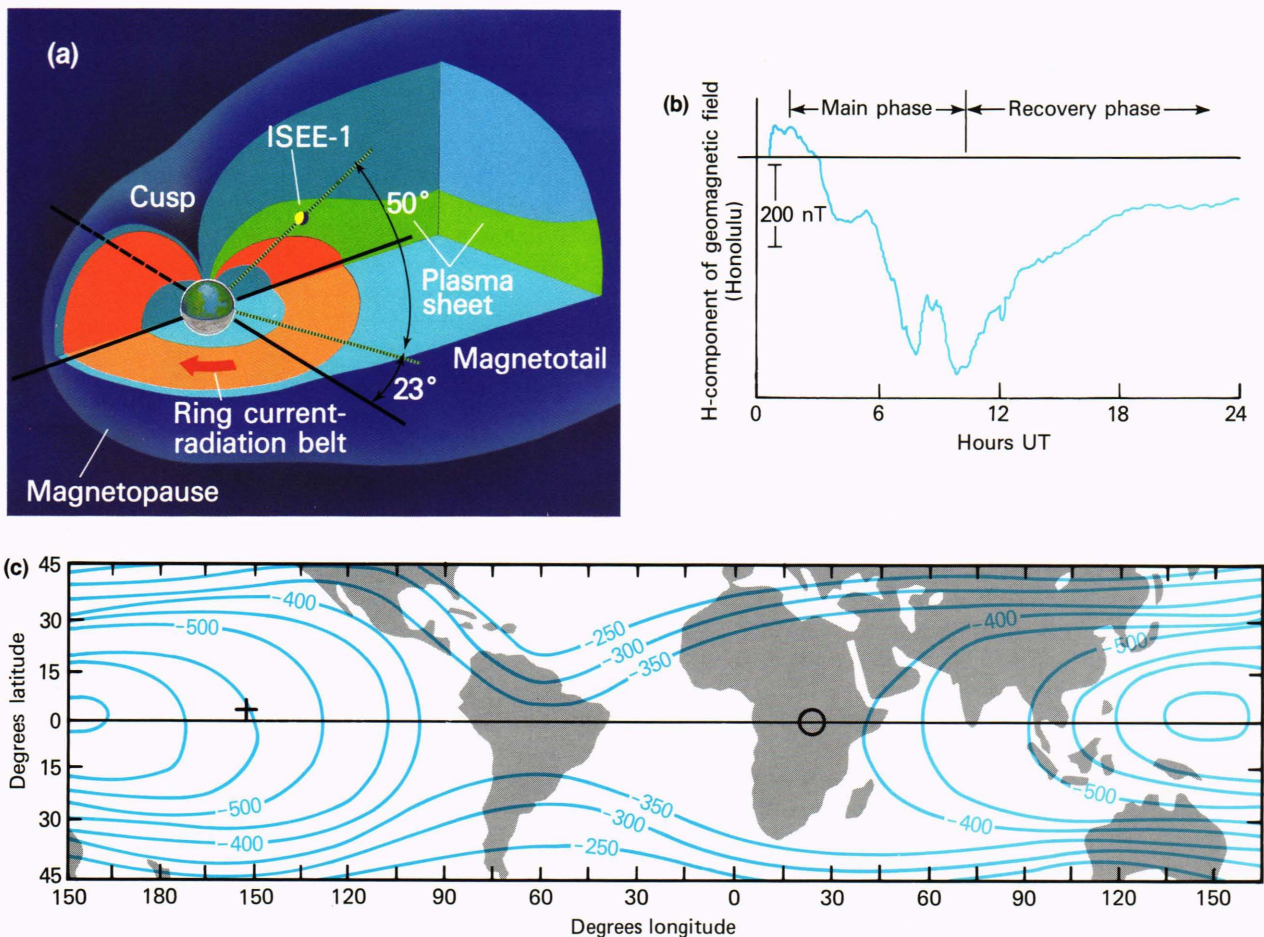 (a)
ISEE-1
Cusp
50°
Plasma
sheet
Magnetotail
23°
Ring current-
radiation belt
Magnetopause
(b)
H-component of geomagnetic field
(Honolulu)
Main phase
Recovery phase
200 nT
0 6 12 18 24
Hours UT
(c)
Degrees latitude
45
30
15
0
15
30
45
-400
-500
-500
-400
-250
-300
-350
-350
-300
-250
-400
-500
-500
-400
150 180 150 120 90 60 30 0 30 60 90 120 150
Degrees longitude